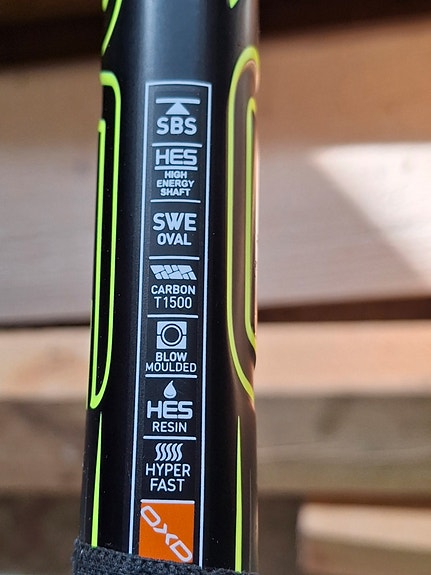 SBS
HES
HIGH
ENERGY
SHAFT
SWE
OVAL
CARBON
T1500
BLOW
MOULDED
HES
RESIN
HYPER
FAST
OXO